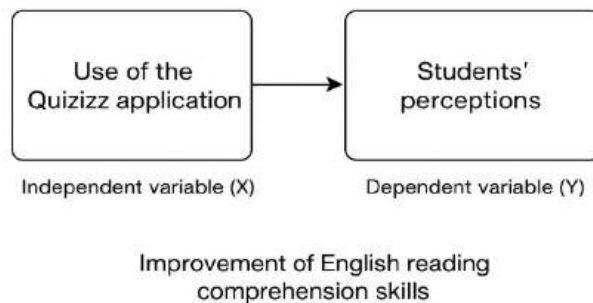 Use of the
Quizizz application
Students'
perceptions
Independent variable (X)
Dependent variable (Y)
Improvement of English reading
comprehension skills